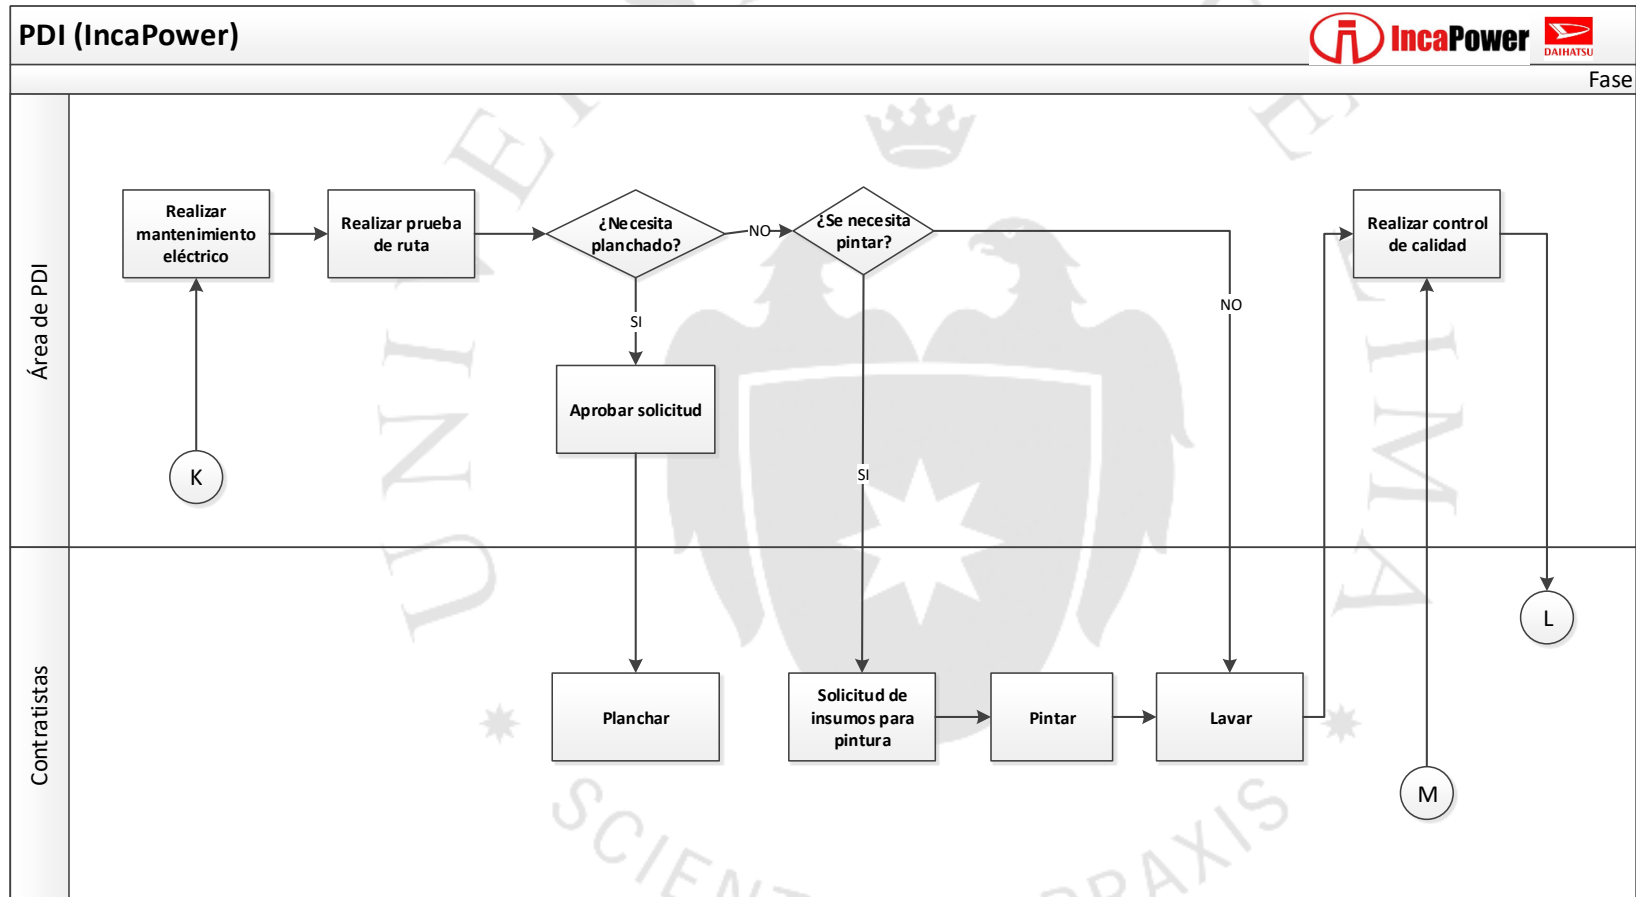 PDI (IncaPower)
IncaPower
DAIHATSU
Fase
Área de PDI
Realizar
mantenimiento
eléctrico
Realizar prueba
de ruta
¿Necesita
planchado?
NO
¿Se necesita
pintar?
Realizar control
de calidad
SI
NO
Aprobar solicitud
K
SI
L
Contratistas
Planchar
Solicitud de
insumos para
pintura
Pintar
Lavar
M